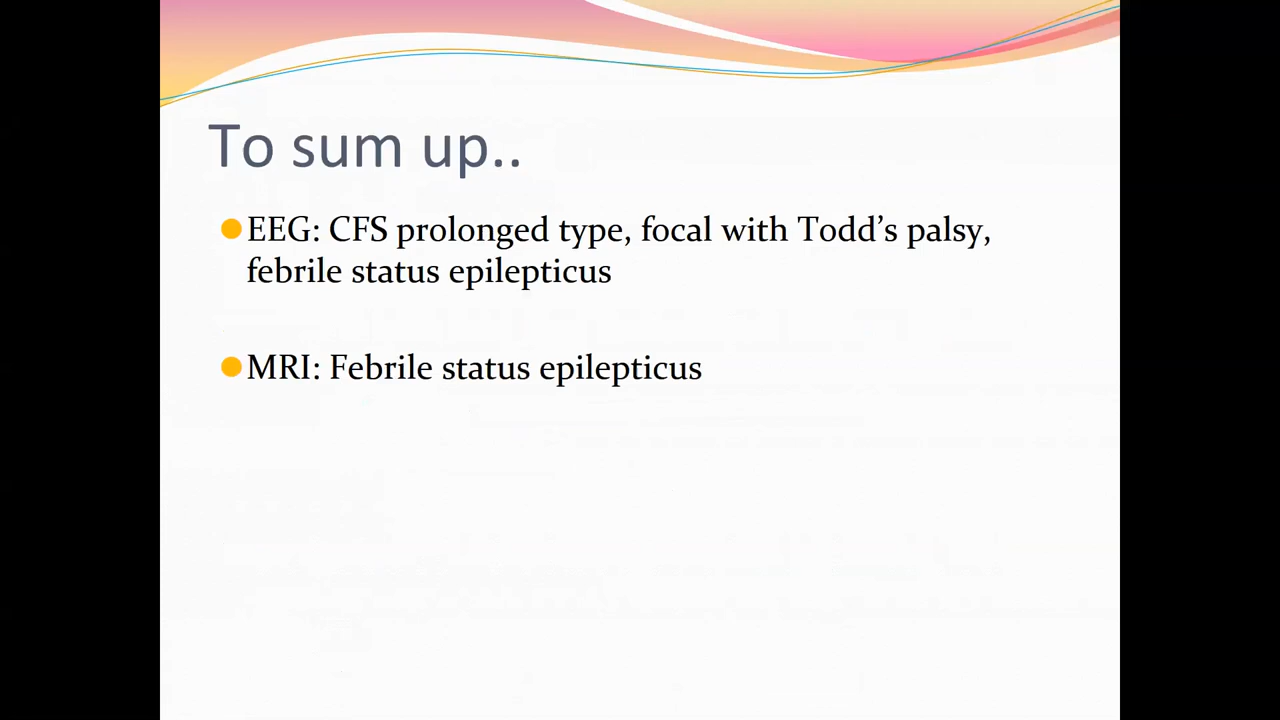 To sum up..
EEG: CFS prolonged type, focal with Todd’s palsy,
febrile status epilepticus
MRI: Febrile status epilepticus